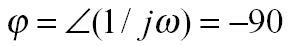 φ = ∠(1/ jω) = −90